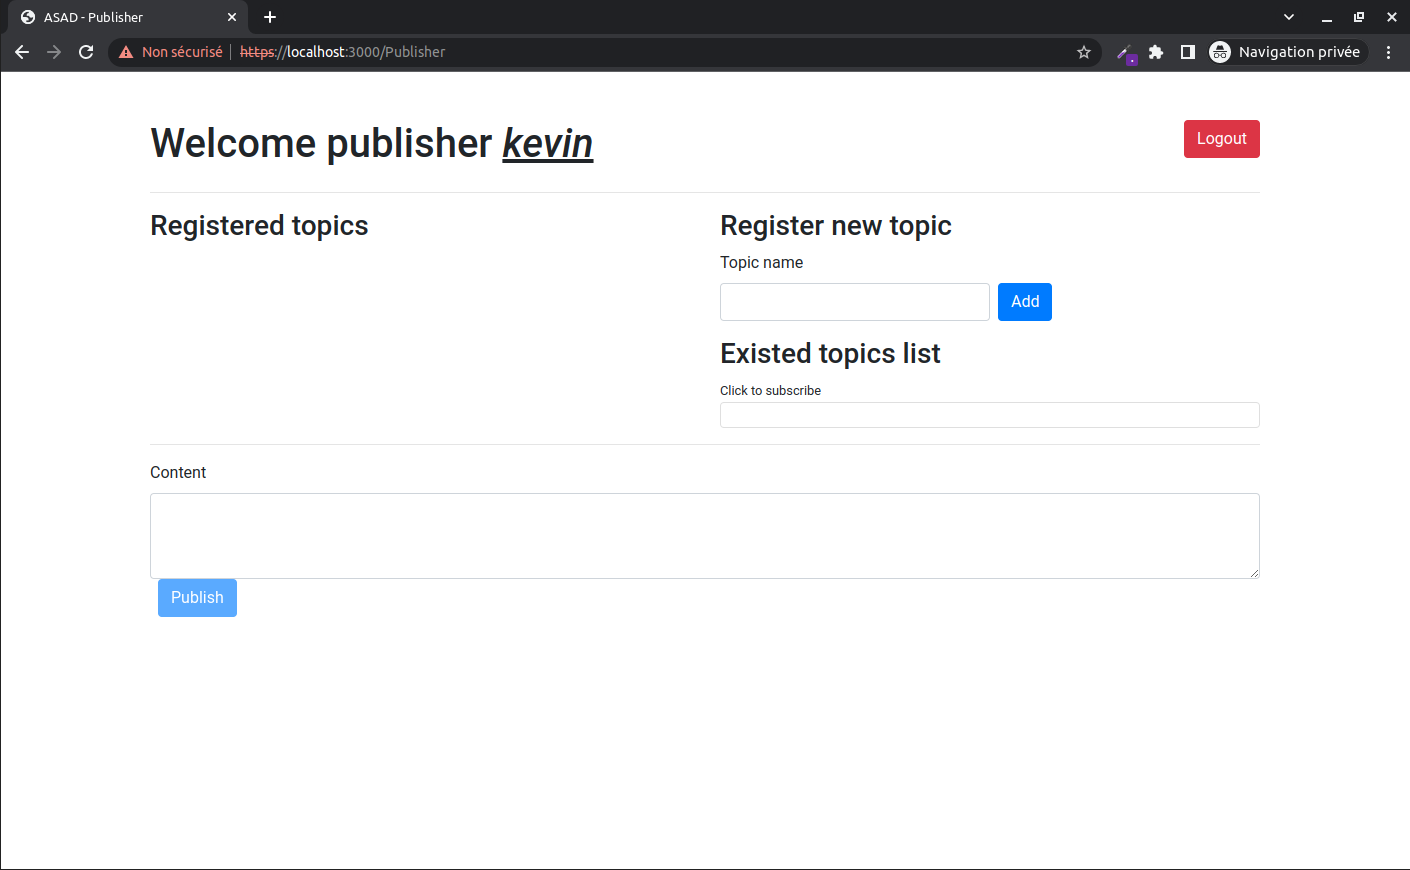 ASAD - Publisher
Non sécurisé https://localhost:3000/Publisher Navigation privée
Welcome publisher kevin
Logout
Registered topics
Register new topic
Topic name
Add
Existed topics list
Click to subscribe
Content
Publish